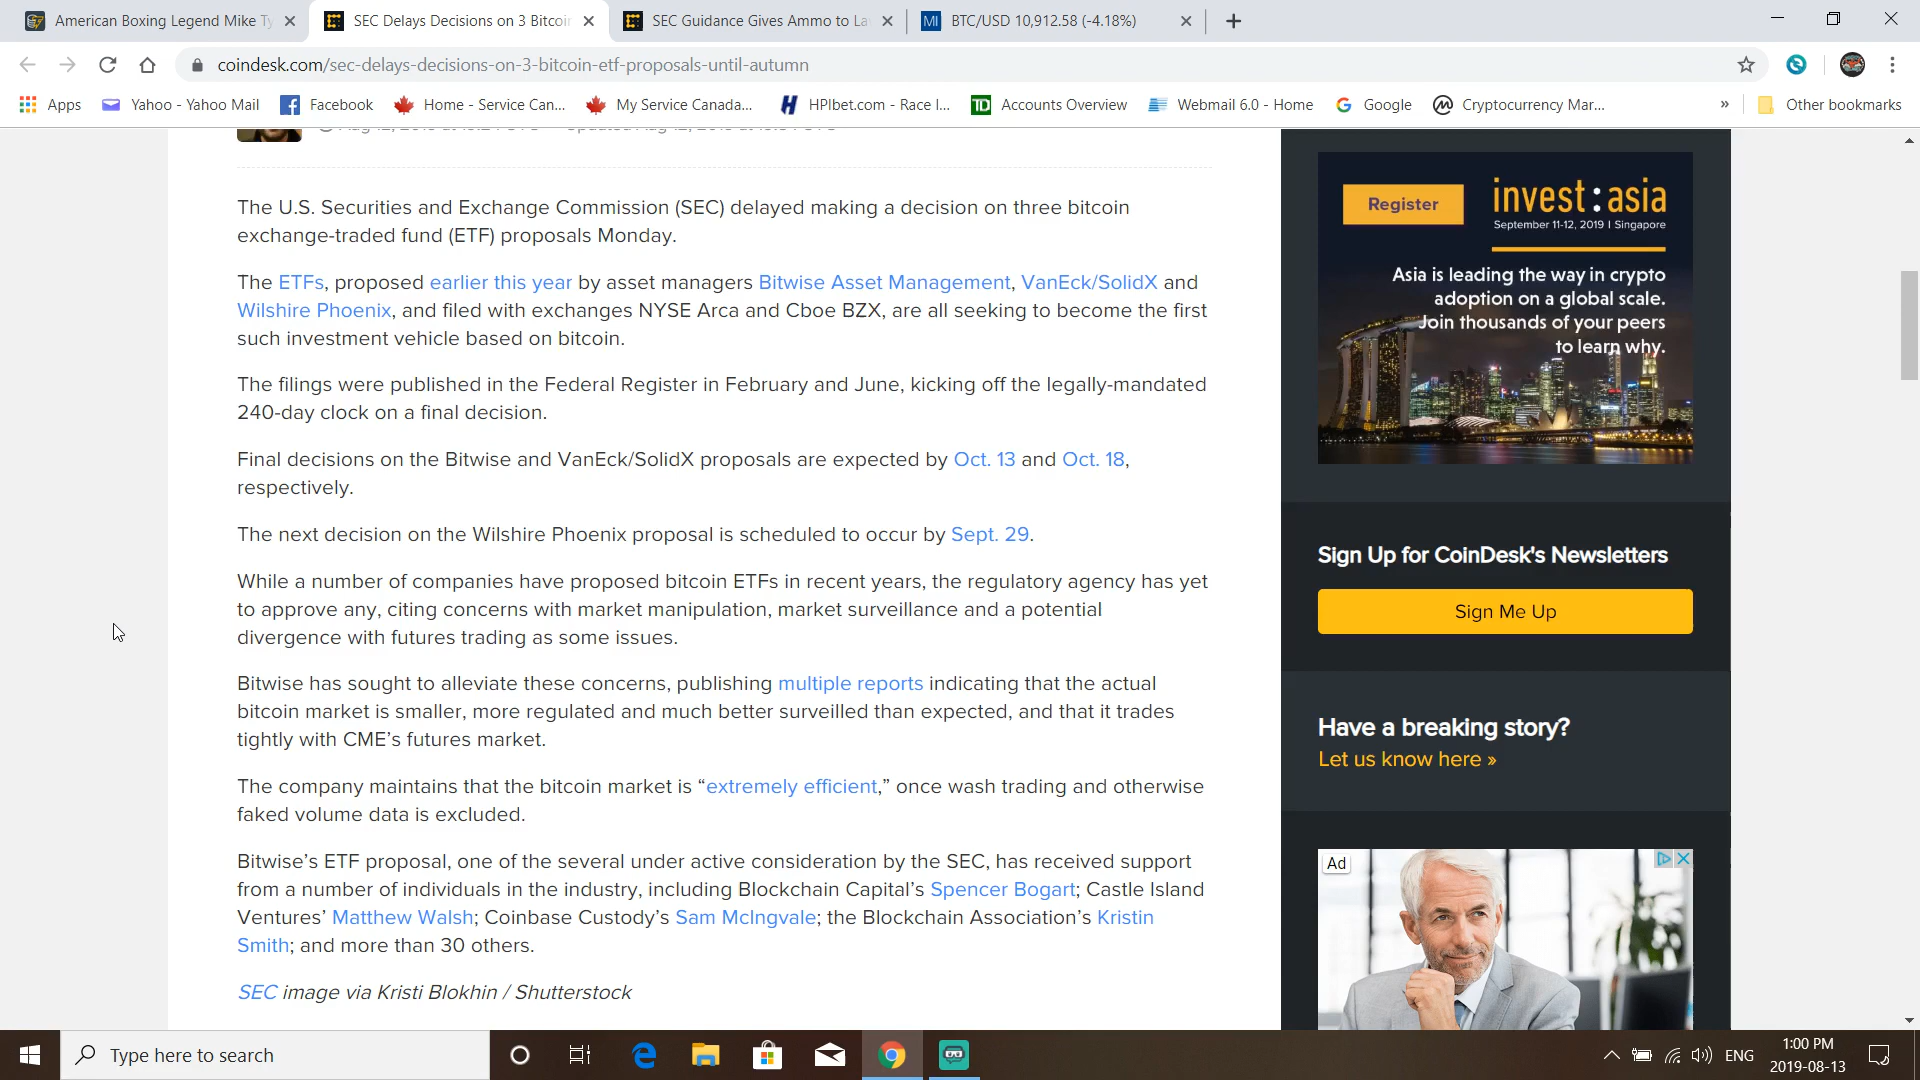 American Boxing Legend Mike Ty
SEC Delays Decisions on 3 Bitcoin
SEC Guidance Gives Ammo to La
MI BTC/USD 10,912.58 (-4.18%)
coindesk.com/sec-delays-decisions-on-3-bitcoin-etf-proposals-until-autumn
Apps
Yahoo - Yahoo Mail
Facebook
Home - Service Can...
My Service Canada...
HPIbet.com - Race I...
TD Accounts Overview
Webmail 6.0 - Home
Google
Cryptocurrency Mar...
»
Other bookmarks
The U.S. Securities and Exchange Commission (SEC) delayed making a decision on three bitcoin
exchange-traded fund (ETF) proposals Monday.
The ETFs, proposed earlier this year by asset managers Bitwise Asset Management, VanEck/SolidX and
Wilshire Phoenix, and filed with exchanges NYSE Arca and Cboe BZX, are all seeking to become the first
such investment vehicle based on bitcoin.
The filings were published in the Federal Register in February and June, kicking off the legally-mandated
240-day clock on a final decision.
Final decisions on the Bitwise and VanEck/SolidX proposals are expected by Oct. 13 and Oct. 18,
respectively.
The next decision on the Wilshire Phoenix proposal is scheduled to occur by Sept. 29.
While a number of companies have proposed bitcoin ETFs in recent years, the regulatory agency has yet
to approve any, citing concerns with market manipulation, market surveillance and a potential
divergence with futures trading as some issues.
Bitwise has sought to alleviate these concerns, publishing multiple reports indicating that the actual
bitcoin market is smaller, more regulated and much better surveilled than expected, and that it trades
tightly with CME’s futures market.
The company maintains that the bitcoin market is “extremely efficient,” once wash trading and otherwise
faked volume data is excluded.
Bitwise’s ETF proposal, one of the several under active consideration by the SEC, has received support
from a number of individuals in the industry, including Blockchain Capital’s Spencer Bogart; Castle Island
Ventures’ Matthew Walsh; Coinbase Custody’s Sam McIngvale; the Blockchain Association’s Kristin
Smith; and more than 30 others.
SEC image via Kristi Blokhin / Shutterstock
Register
invest:asia
September 11-12, 2019 | Singapore
Asia is leading the way in crypto
adoption on a global scale.
Join thousands of your peers
to learn why.
Sign Up for CoinDesk's Newsletters
Sign Me Up
Have a breaking story?
Let us know here »
Ad
Type here to search
ENG
1:00 PM
2019-08-13